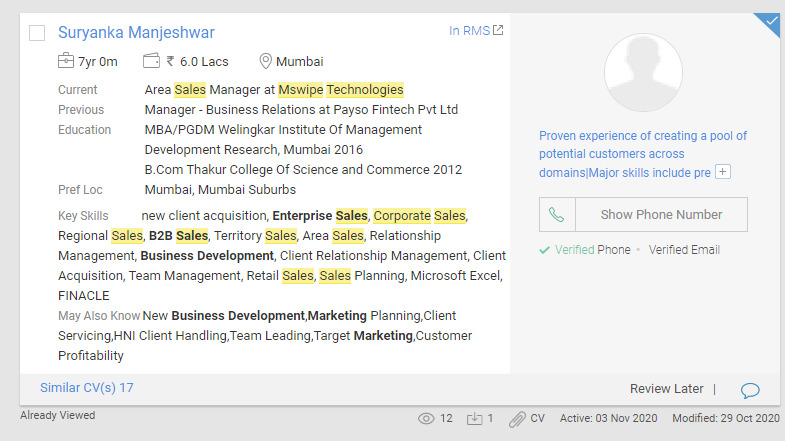 Suryanka Manjeshwar
In RMS
7yr 0m ₹ 6.0 Lacs Mumbai
Current Area Sales Manager at Mswipe Technologies
Previous Manager - Business Relations at Payso Fintech Pvt Ltd
Education MBA/PGDM Welingkar Institute Of Management
Development Research, Mumbai 2016
B.Com Thakur College Of Science and Commerce 2012
Pref Loc Mumbai, Mumbai Suburbs
Key Skills new client acquisition, Enterprise Sales, Corporate Sales,
Regional Sales, B2B Sales, Territory Sales, Area Sales, Relationship
Management, Business Development, Client Relationship Management, Client
Acquisition, Team Management, Retail Sales, Sales Planning, Microsoft Excel,
FINACLE
May Also Know New Business Development,Marketing Planning,Client
Servicing,HNI Client Handling,Team Leading,Target Marketing,Customer
Profitability
Proven experience of creating a pool of
potential customers across
domains|Major skills include pre +
Show Phone Number
Verified Phone • Verified Email
Similar CV(s) 17
Review Later |
Already Viewed
12 1 CV Active: 03 Nov 2020 Modified: 29 Oct 2020